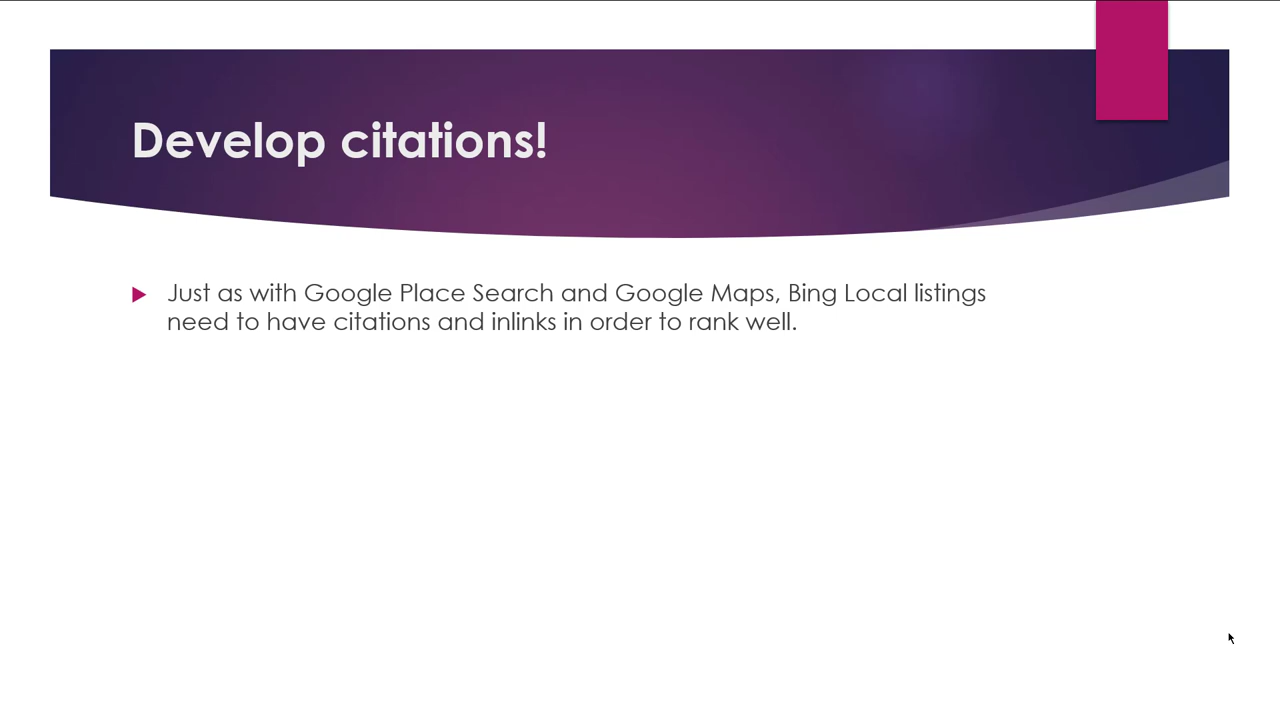 Develop citations!
Just as with Google Place Search and Google Maps, Bing Local listings
need to have citations and inlinks in order to rank well.